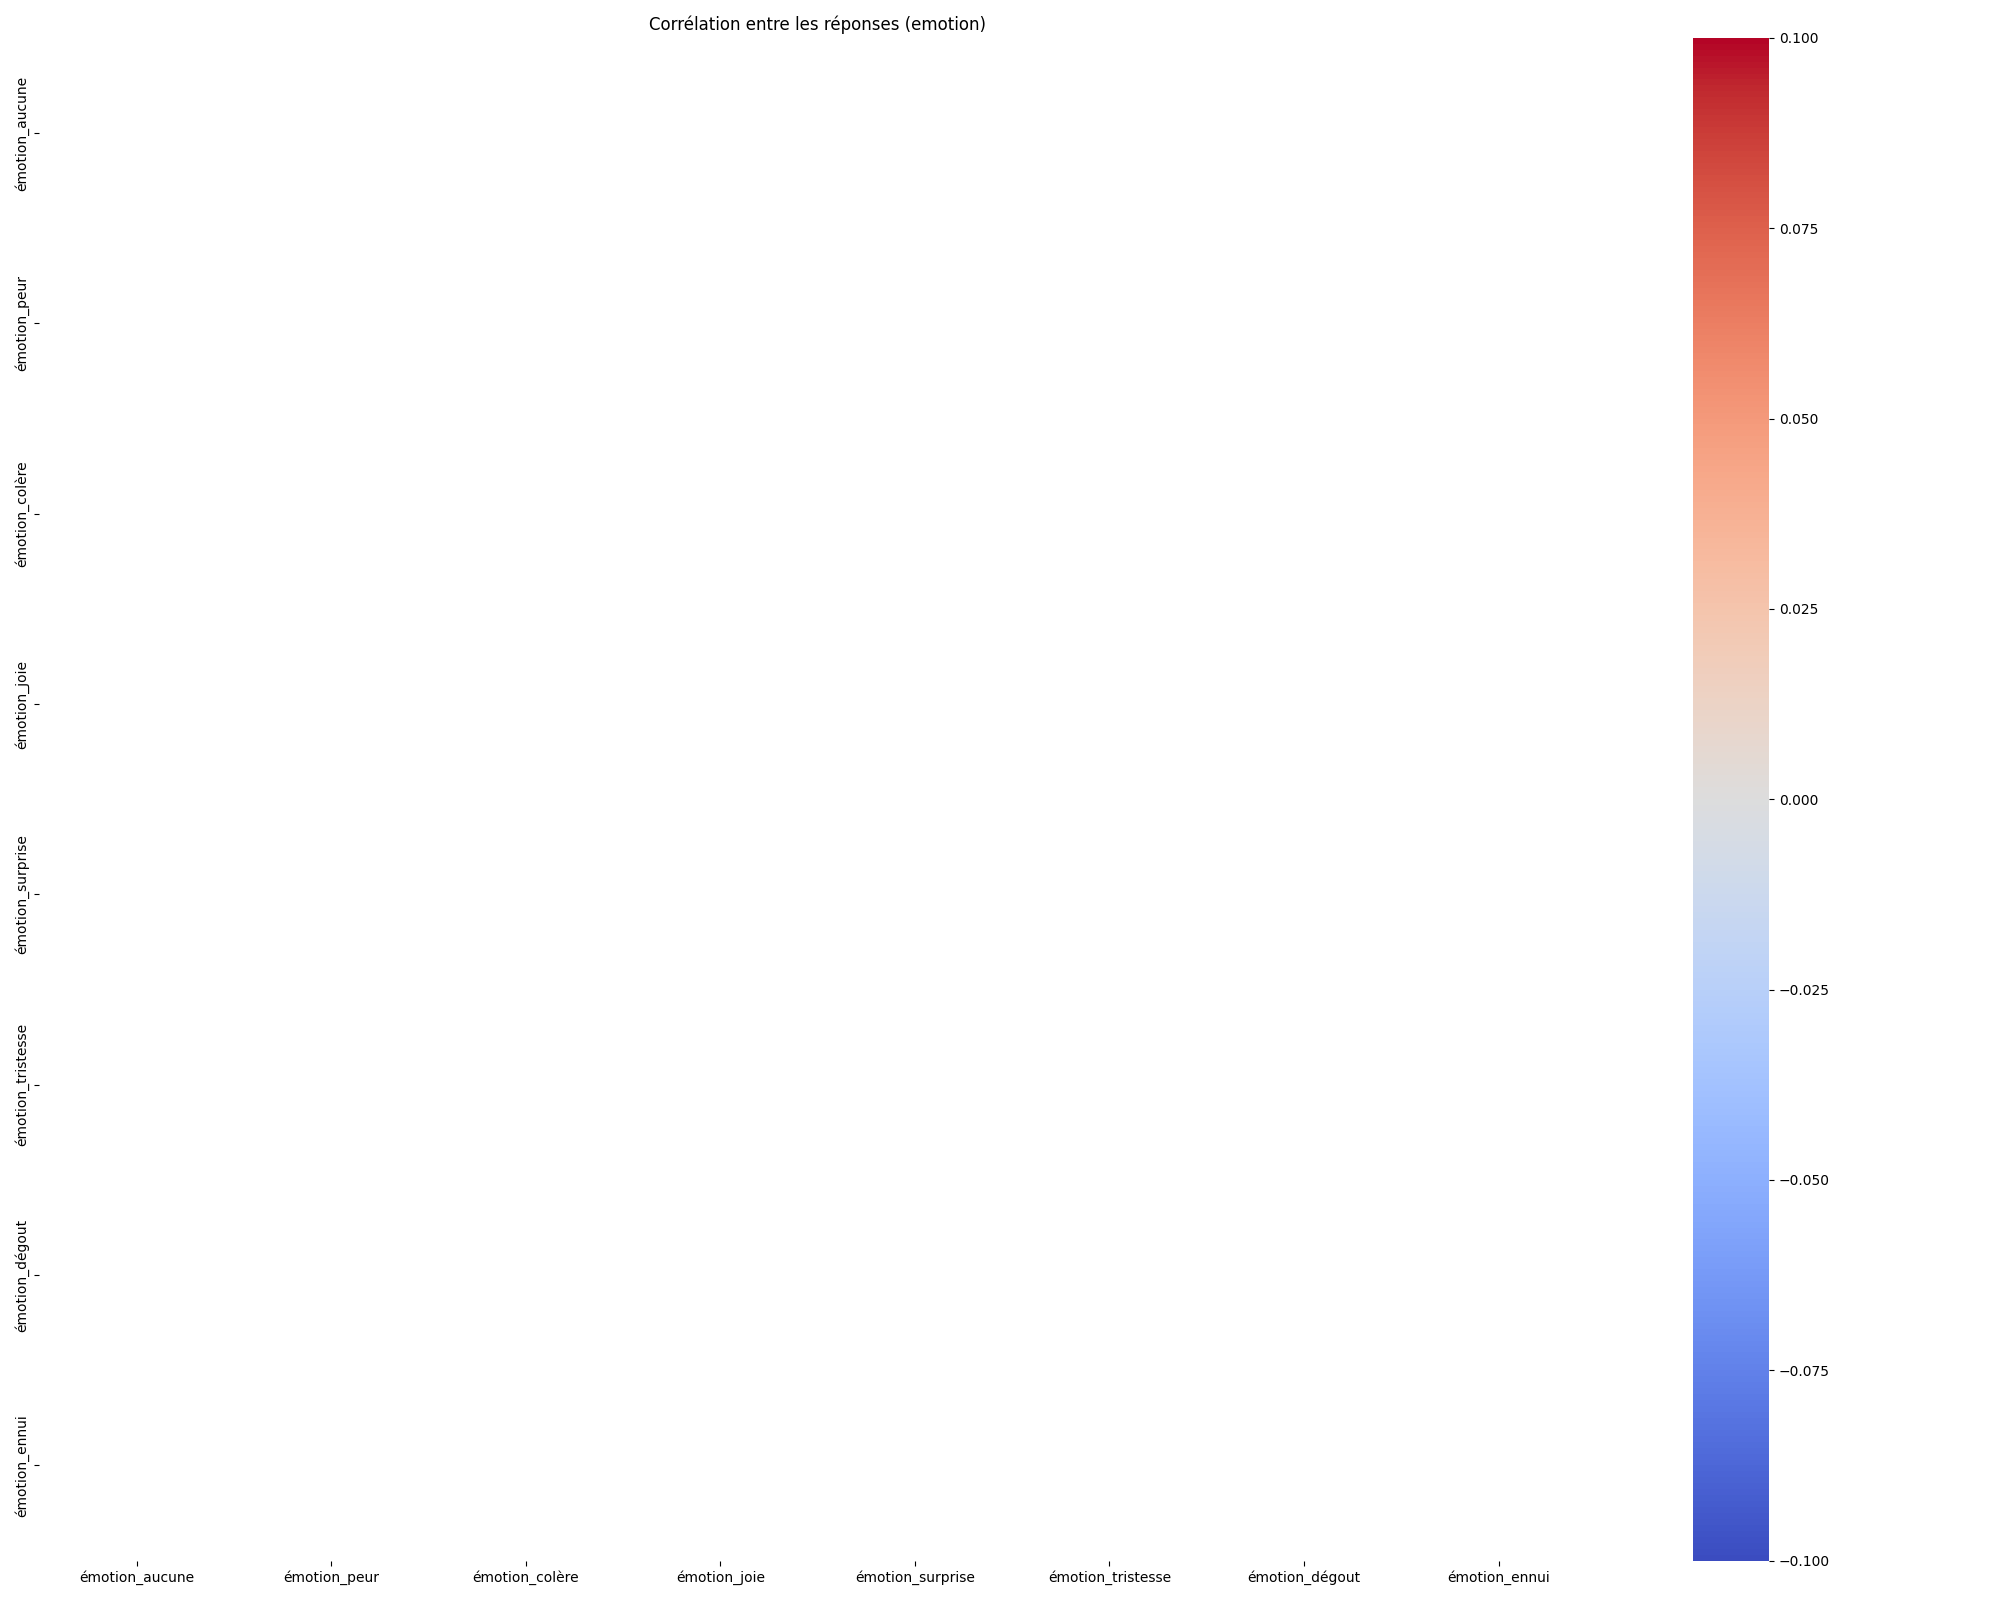 Corrélation entre les réponses (emotion)
émotion_aucune
émotion_peur
émotion_colère
émotion_joie
émotion_surprise
émotion_tristesse
émotion_dégout
émotion_ennui
émotion_aucune émotion_peur émotion_colère émotion_joie émotion_surprise émotion_tristesse émotion_dégout émotion_ennui
0.100
0.075
0.050
0.025
0.000
−0.025
−0.050
−0.075
−0.100